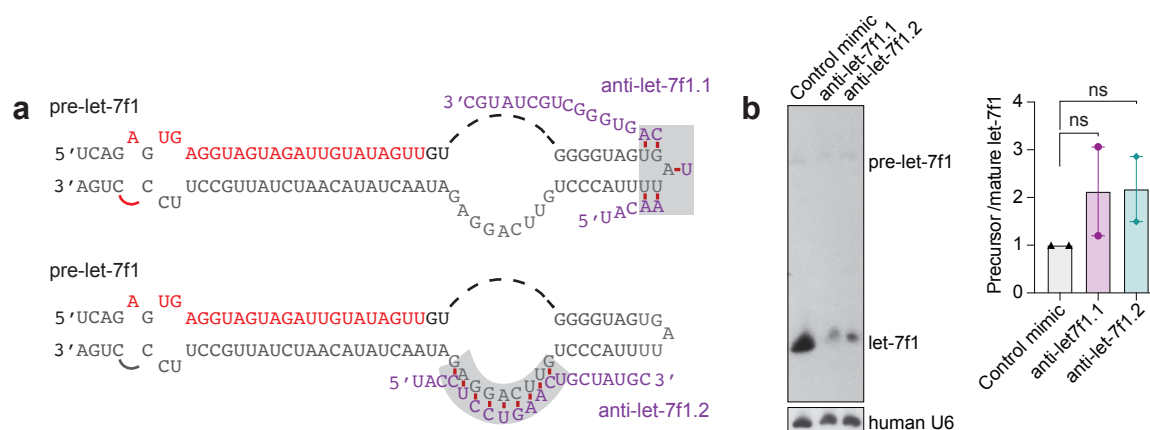 a
anti-let-7f1.1
pre-let-7f1
3'CGUAUCGUCGGGUGAC
A UG
5'UCAG G AGGUAGUAGAUUGUAUAGUUGU GGGGUAGUG
A U
3'AGUC C CU UCCGUUAUCUAACAUAUCAAUA GAGGACUUG UCCCAUUUU
5'UACAA
pre-let-7f1
A UG
5'UCAG G AGGUAGUAGAUUGUAUAGUUGU GGGGUAGUG
A
3'AGUC C CU UCCGUUAUCUAACAUAUCAAUA GAGGACUUG UCCCAUUUU
5'UACCUCCUGAACUGCUAUGC3'
anti-let-7f1.2
b
Control mimic
anti-let-7f1.1
anti-let-7f1.2
pre-let-7f1
let-7f1
human U6
Precursor /mature let-7f1
4
3
2
1
0
ns
ns
Control mimic
anti-let7f1.1
anti-let-7f1.2